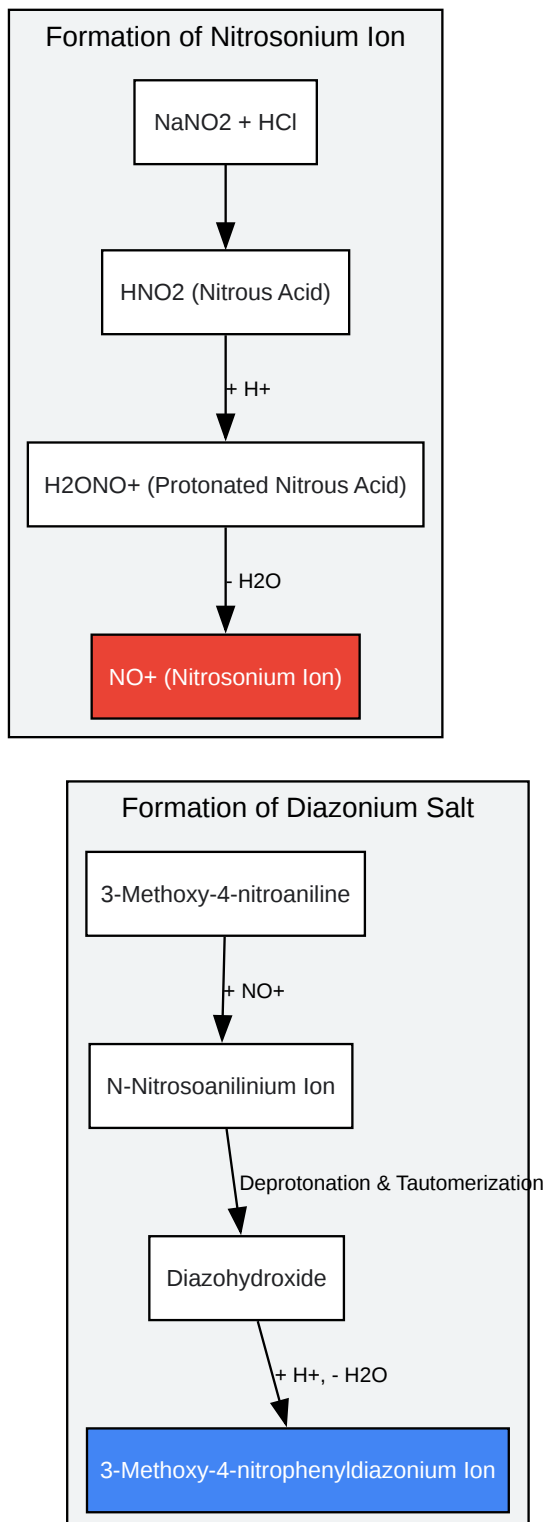 Formation of Nitrosonium Ion
NaNO2 + HCl
HNO2 (Nitrous Acid)
+ H+
H2ONO+ (Protonated Nitrous Acid)
- H2O
NO+ (Nitrosonium Ion)
Formation of Diazonium Salt
3-Methoxy-4-nitroaniline
+ NO+
N-Nitrosoanilinium Ion
Deprotonation & Tautomerization
Diazohydroxide
+ H+, - H2O
3-Methoxy-4-nitrophenyldiazonium Ion